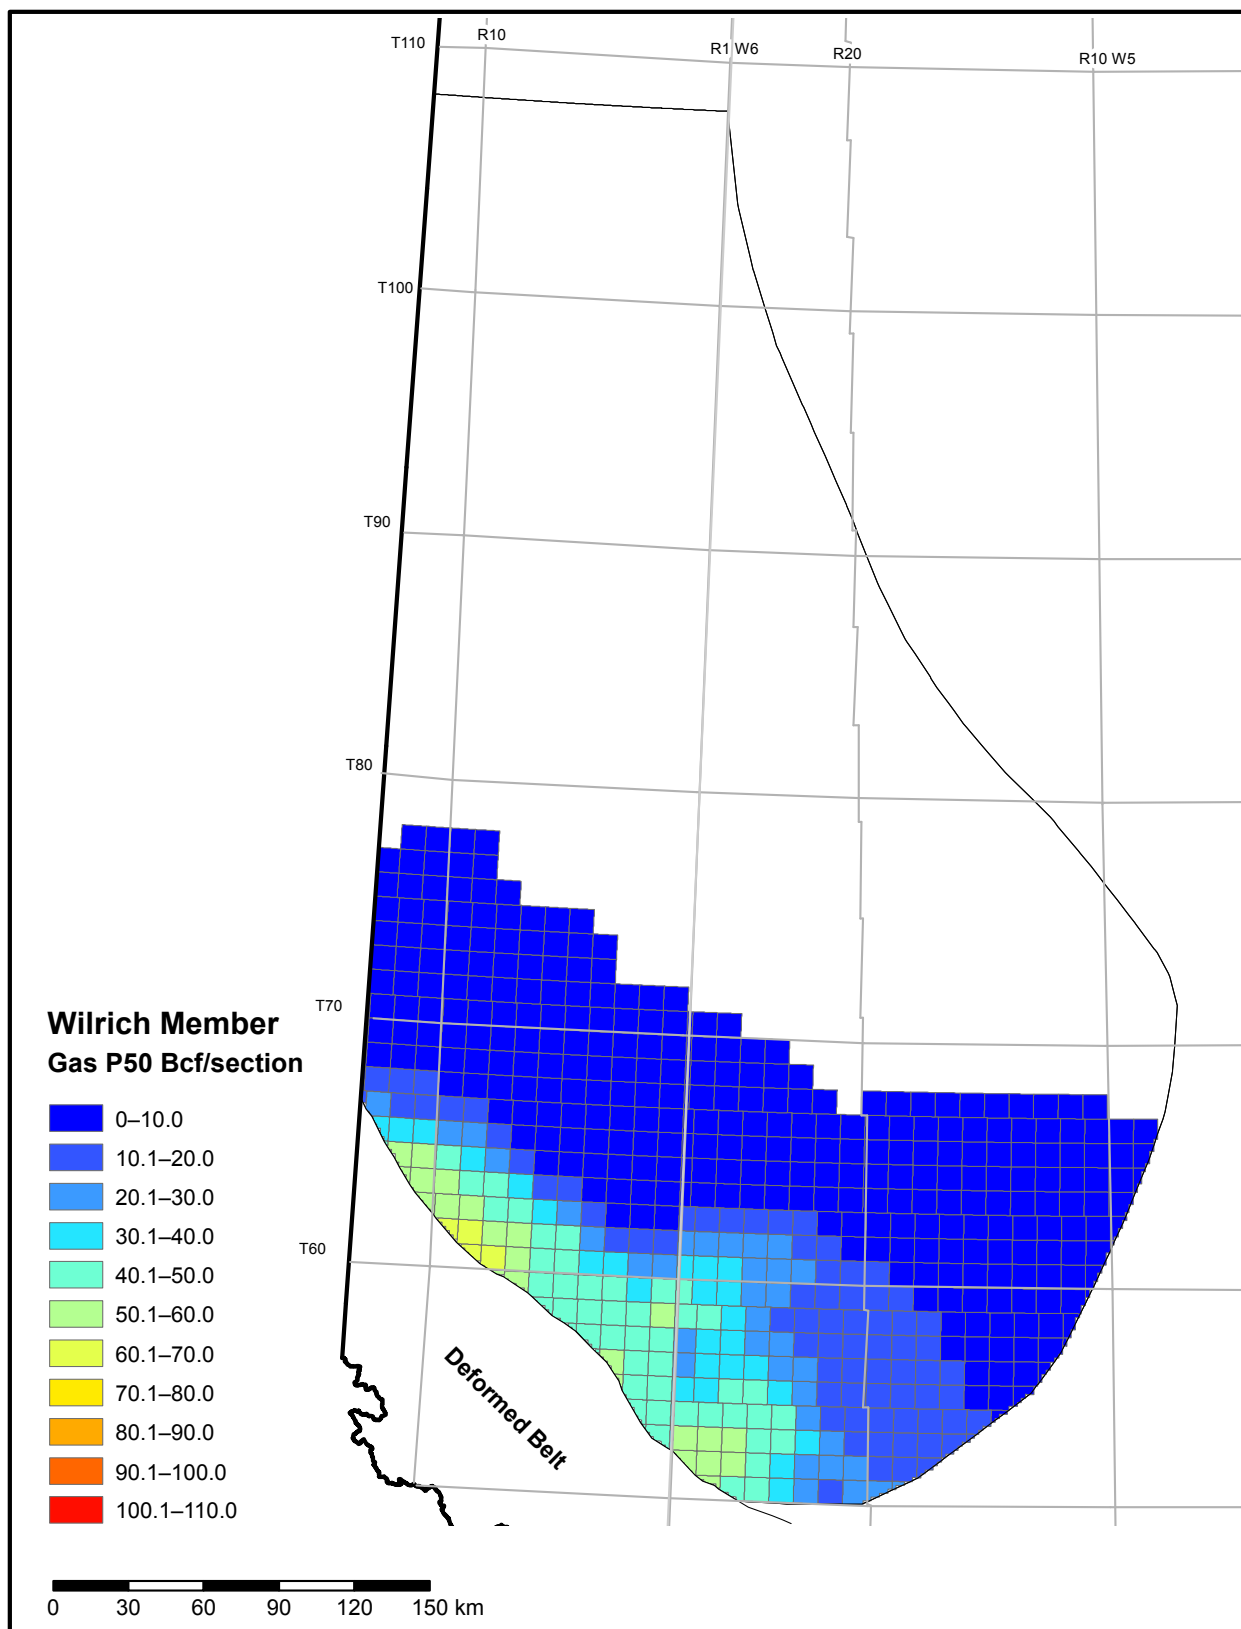 T110
R10
R1 W6
R20
R10 W5
T100
T90
T80
T70
T60
Deformed Belt
Wilrich Member
Gas P50 Bcf/section
0–10.0
10.1–20.0
20.1–30.0
30.1–40.0
40.1–50.0
50.1–60.0
60.1–70.0
70.1–80.0
80.1–90.0
90.1–100.0
100.1–110.0
0 30 60 90 120 150 km